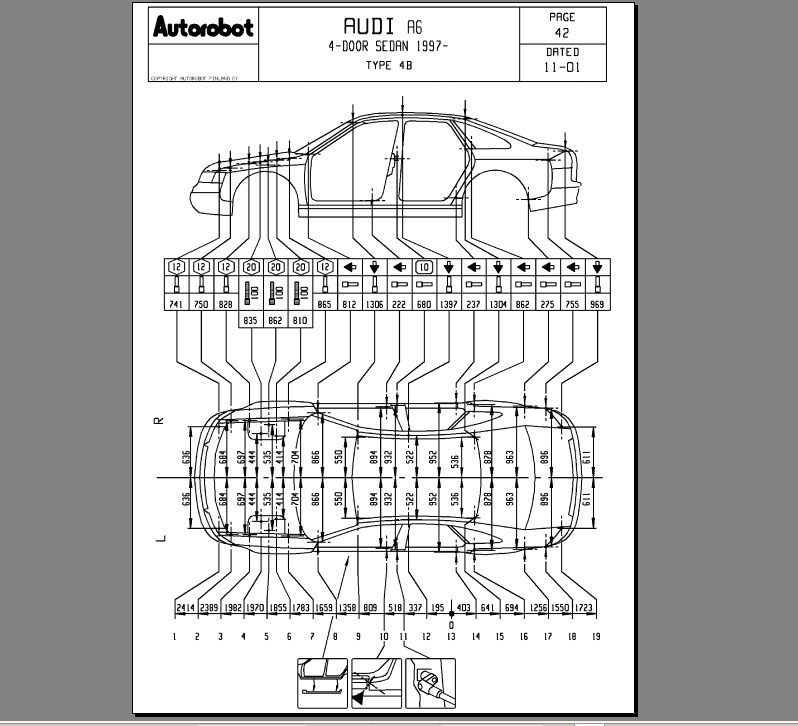 Autorobot
COPYRIGHT AUTOROBOT FINLAND OY
AUDI A6
4-DOOR SEDAN 1997-
TYPE 4B
PAGE
42
DATED
11-01
12 12 12 20 20 20 12 10
100 100 100
741 750 828 865 812 1306 222 680 1397 237 1304 862 275 755 969
835 862 810
R
636 684 697 444 535 414 704 866 550 894 932 522 952 536 878 963 896 611
636 684 697 444 535 414 704 866 550 894 932 522 952 536 878 963 896 611
L
2414 2389 1982 1970 1855 1783 1659 1358 809 518 337 195 403 641 694 1256 1550 1723
0
1 2 3 4 5 6 7 8 9 10 11 12 13 14 15 16 17 18 19